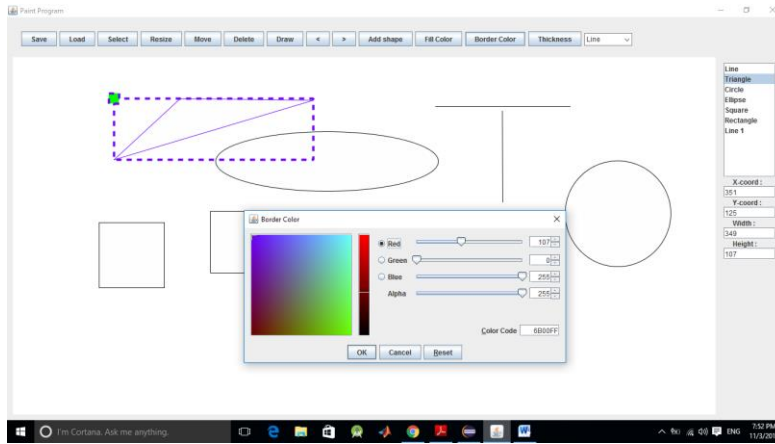 Paint Program
Save Load Select Resize Move Delete Draw < > Add shape Fill Color Border Color Thickness Line
Line
Triangle
Circle
Ellipse
Square
Rectangle
Line 1
X-coord :
351
Y-coord :
125
Width :
349
Height :
107
Border Color
Red 107
Green 0
Blue 255
Alpha 255
Color Code 6B00FF
OK Cancel Reset
I'm Cortana. Ask me anything.
ENG
7:52 PM